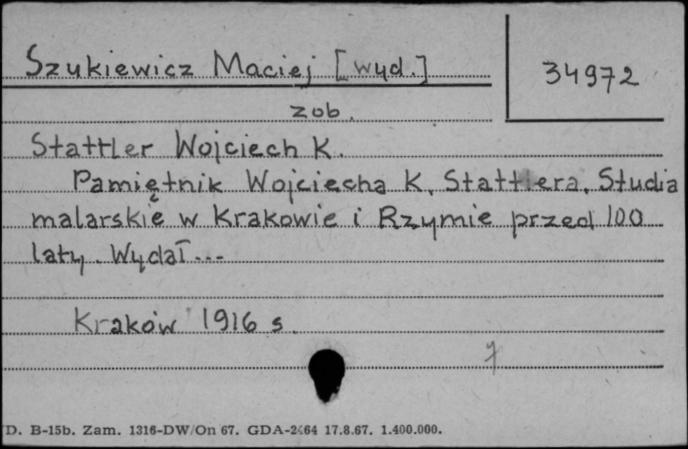 Szukiewicz Maciej [wyd.]
34972
zob.
Stattler Wojciech K.
Pamiętnik Wojciecha K. Stattlera. Studia
malarskie w Krakowie i Rzymie przed 100
laty. Wydał...
Kraków 1916 s.
D. B-15b. Zam. 1316-DW/On 67. GDA-2464 17.8.67. 1.400.000.